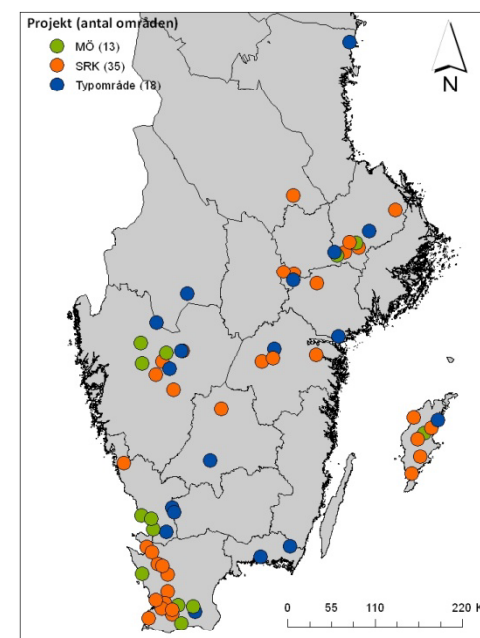 Projekt (antal områden)
MÖ (13)
SRK (35)
Typområde (18)
N
0 55 110 220 K